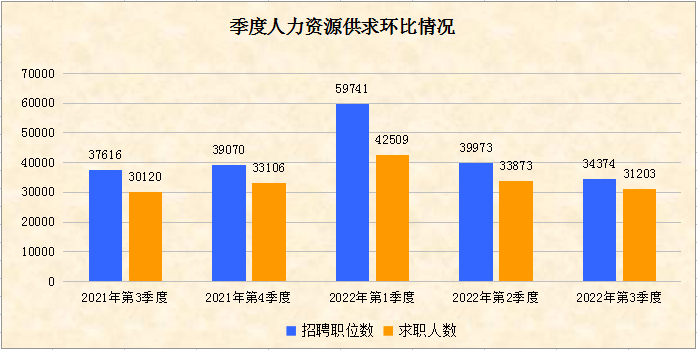 季度人力资源供求环比情况
70000
60000
50000
40000
30000
20000
10000
0
37616
30120
39070
33106
59741
42509
39973
33873
34374
31203
2021年第3季度
2021年第4季度
2022年第1季度
2022年第2季度
2022年第3季度
招聘职位数
求职人数